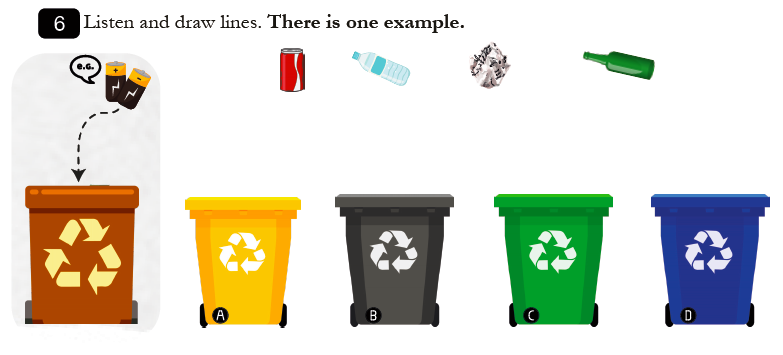 6 Listen and draw lines. There is one example.
e.G.
A
B
C
D